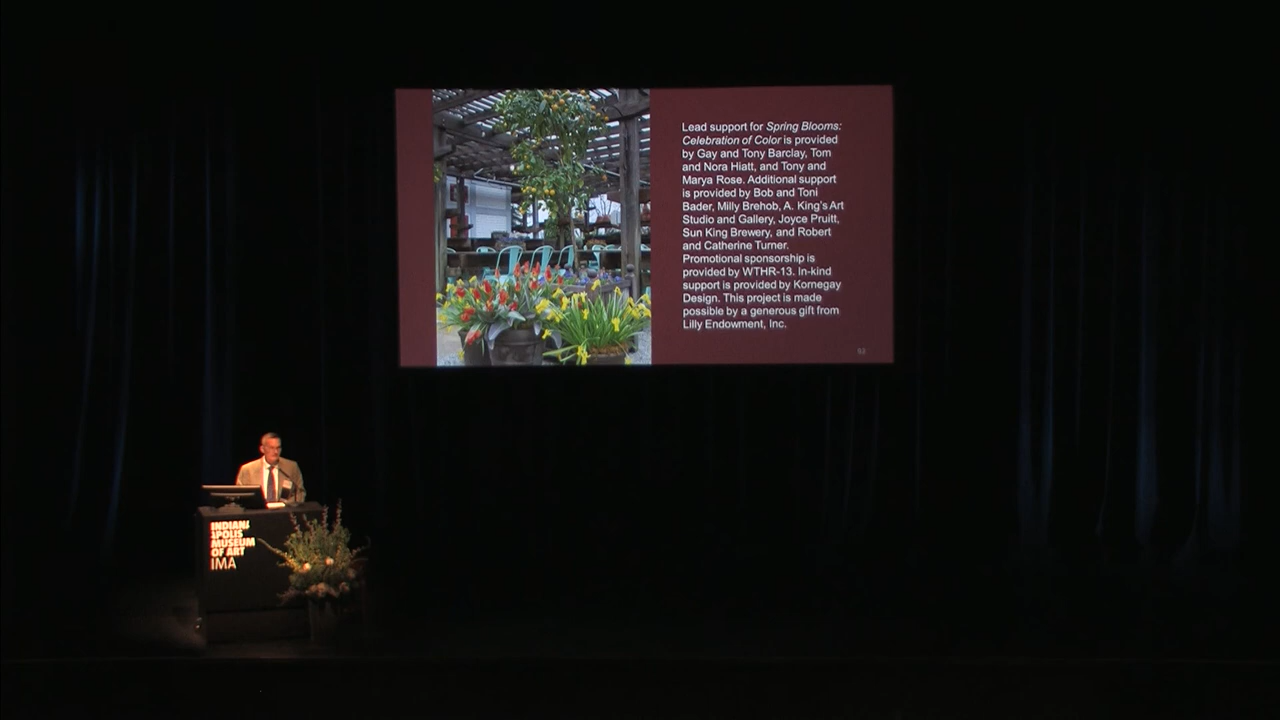 Lead support for Spring Blooms:
Celebration of Color is provided
by Gay and Tony Barclay, Tom
and Nora Hiatt, and Tony and
Marya Rose. Additional support
is provided by Bob and Toni
Bader, Milly Brehob, A. King's Art
Studio and Gallery, Joyce Pruitt,
Sun King Brewery, and Robert
and Catherine Turner.
Promotional sponsorship is
provided by WTHR-13. In-kind
support is provided by Kornegay
Design. This project is made
possible by a generous gift from
Lilly Endowment, Inc.
INDIANA
APOLIS
MUSEUM
OF ART
IMA